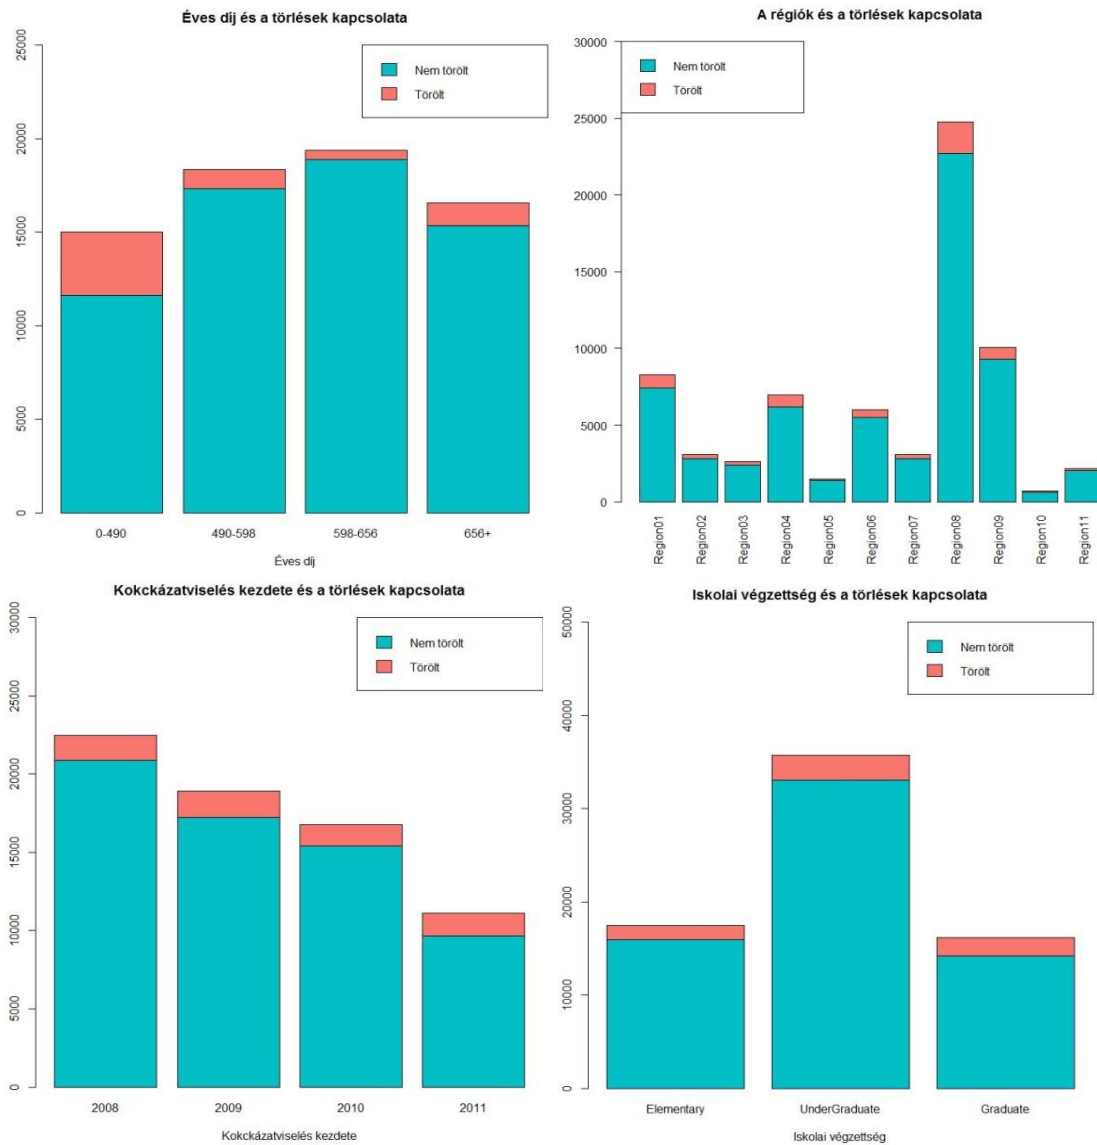 Éves díj és a törlések kapcsolata
25000
20000
15000
10000
5000
0
Nem törölt
Törölt
0-490 490-598 598-656 656+
Éves díj
A régiók és a törlések kapcsolata
30000
25000
20000
15000
10000
5000
0
Nem törölt
Törölt
Region01
Region02
Region03
Region04
Region05
Region06
Region07
Region08
Region09
Region10
Region11
Kokckázatviselés kezdete és a törlések kapcsolata
30000
25000
20000
15000
10000
5000
0
Nem törölt
Törölt
2008 2009 2010 2011
Kokckázatviselés kezdete
Iskolai végzettség és a törlések kapcsolata
50000
40000
30000
20000
10000
0
Nem törölt
Törölt
Elementary UnderGraduate Graduate
Iskolai végzettség